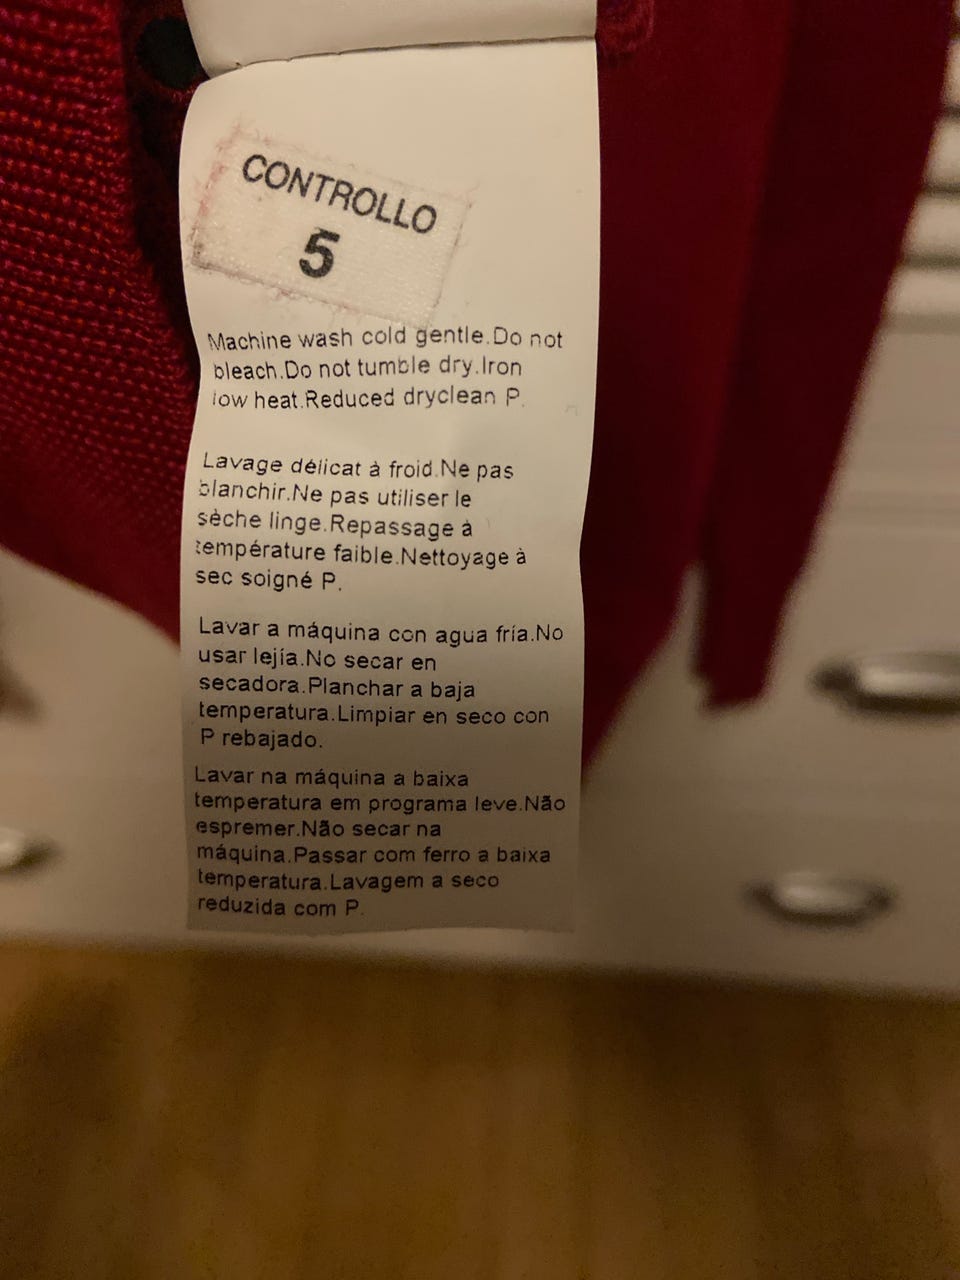 CONTROLLO
5
Machine wash cold gentle.Do not
bleach.Do not tumble dry.Iron
low heat.Reduced dryclean P.
Lavage délicat à froid.Ne pas
blanchir.Ne pas utiliser le
sèche linge.Repassage à
température faible.Nettoyage à
sec soigné P.
Lavar a máquina con agua fría.No
usar lejía.No secar en
secadora.Planchar a baja
temperatura.Limpiar en seco con
P rebajado.
Lavar na máquina a baixa
temperatura em programa leve.Não
espremer.Não secar na
máquina.Passar com ferro a baixa
temperatura.Lavagem a seco
reduzida com P.